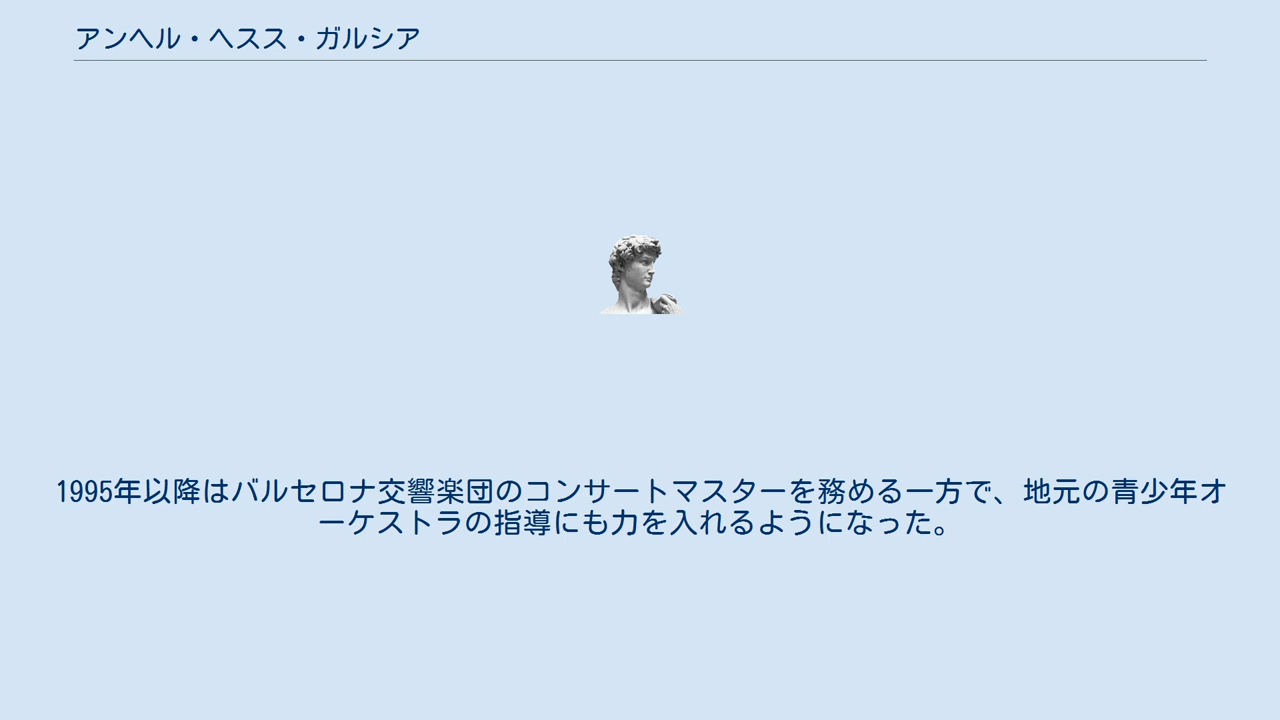 アンヘル・ヘスス・ガルシア
1995年以降はバルセロナ交響楽団のコンサートマスターを務める一方で、地元の青少年オ
ーケストラの指導にも力を入れるようになった。